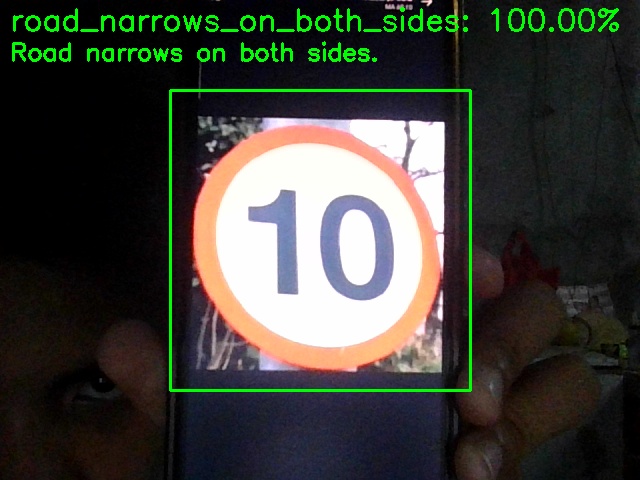 road_narrows_on_both_sides: 100.00%
Road narrows on both sides.
10